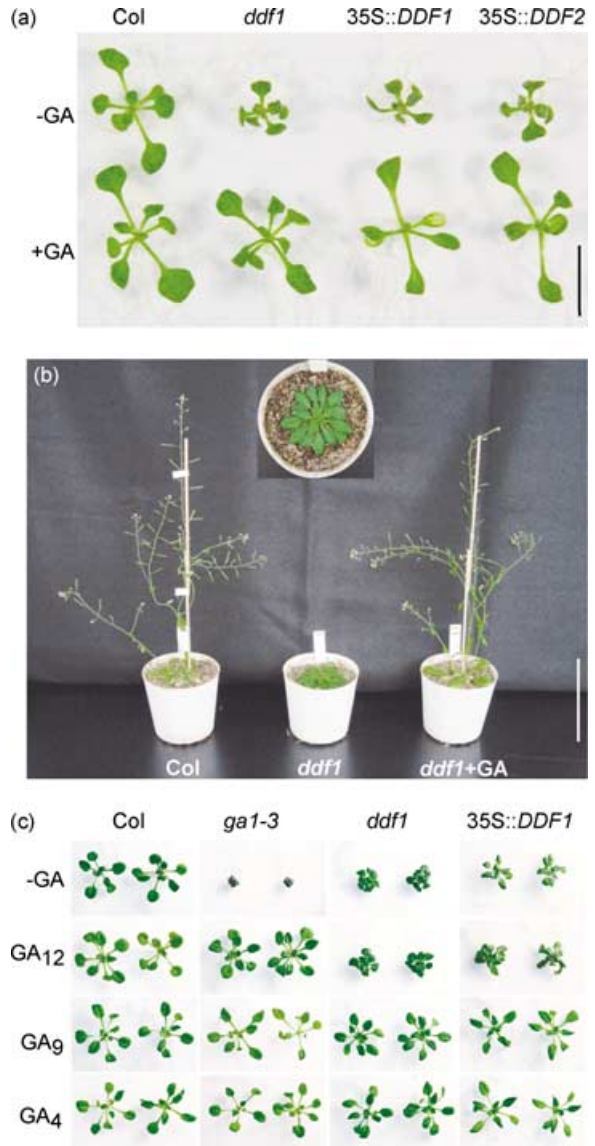 (a) Col ddf1 35S::DDF1 35S::DDF2
-GA
+GA
(b)
Col ddf1 ddf1+GA
(c) Col ga1-3 ddf1 35S::DDF1
-GA
GA12
GA9
GA4